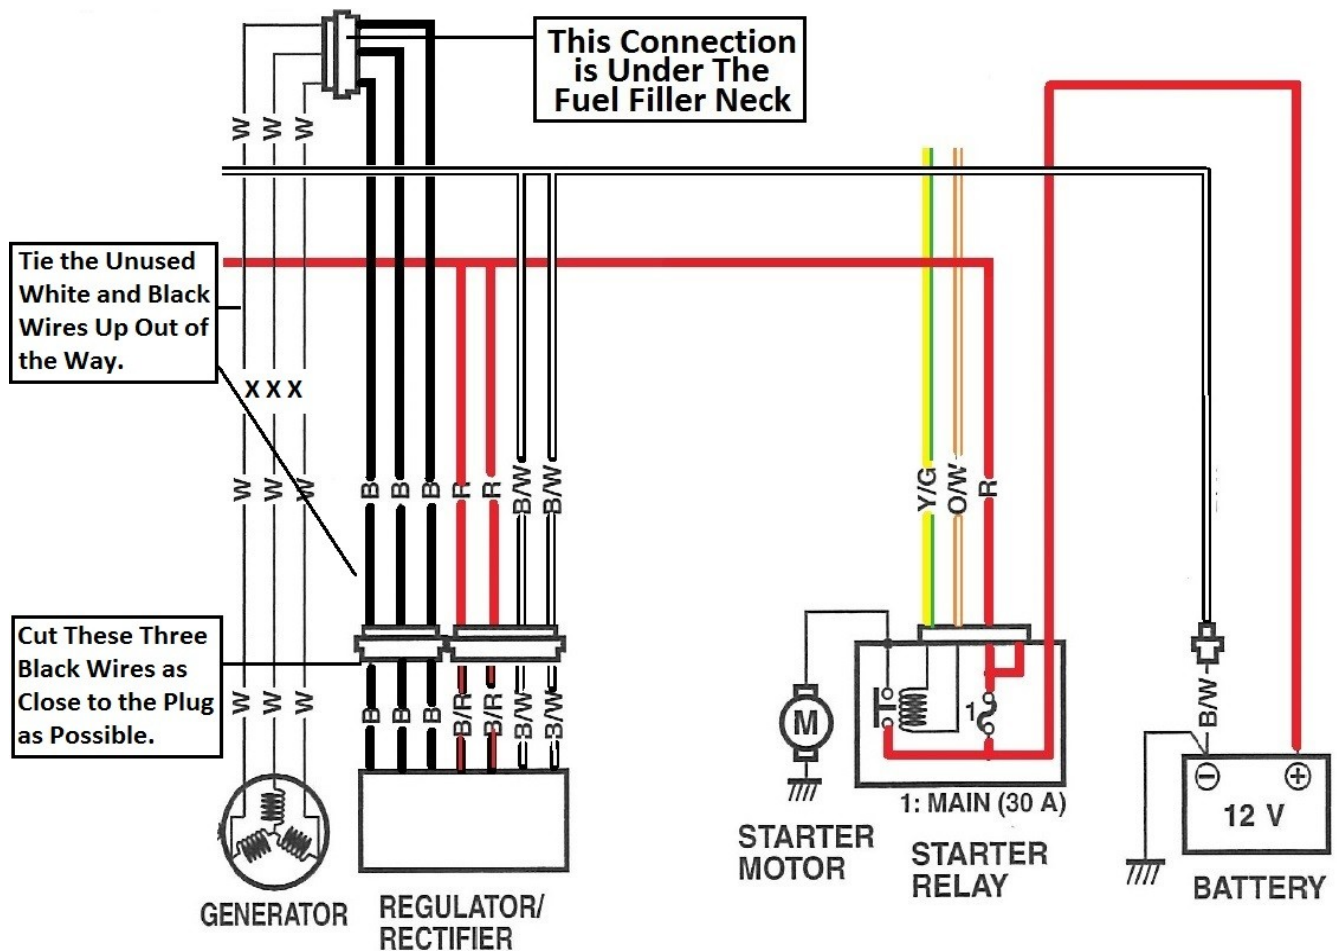 This Connection
is Under The
Fuel Filler Neck
W W W
Tie the Unused
White and Black
Wires Up Out of
the Way.
X X X
W W W B B B R R B/W B/W Y/G O/W R
Cut These Three
Black Wires as
Close to the Plug
as Possible.
W W W B B B B/R B/R B/W B/W M 1 B/W
− +
1: MAIN (30 A)
12 V
STARTER
MOTOR
STARTER
RELAY
BATTERY
GENERATOR
REGULATOR/
RECTIFIER